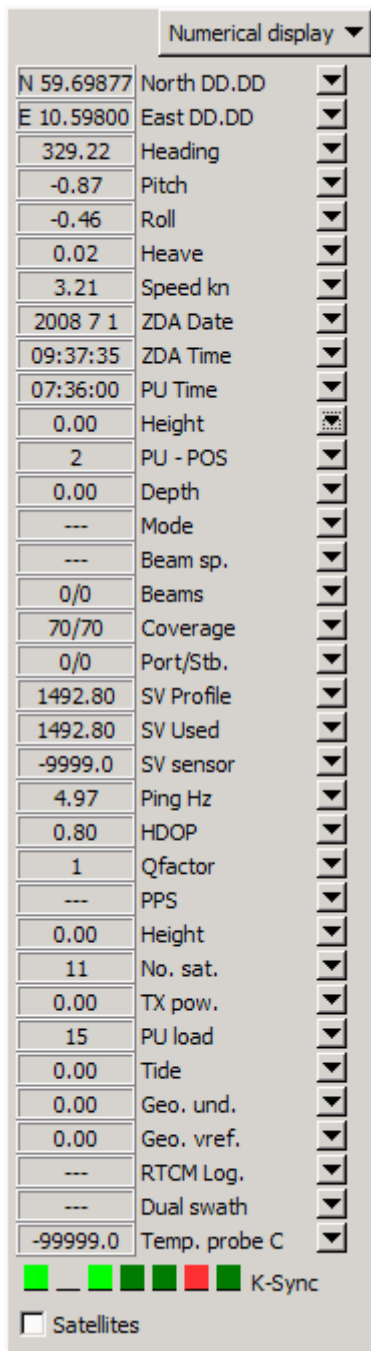 Numerical display
N 59.69877 North DD.DD
E 10.59800 East DD.DD
329.22 Heading
-0.87 Pitch
-0.46 Roll
0.02 Heave
3.21 Speed kn
2008 7 1 ZDA Date
09:37:35 ZDA Time
07:36:00 PU Time
0.00 Height
2 PU - POS
0.00 Depth
--- Mode
--- Beam sp.
0/0 Beams
70/70 Coverage
0/0 Port/Stb.
1492.80 SV Profile
1492.80 SV Used
-9999.0 SV sensor
4.97 Ping Hz
0.80 HDOP
1 Qfactor
--- PPS
0.00 Height
11 No. sat.
0.00 TX pow.
15 PU load
0.00 Tide
0.00 Geo. und.
0.00 Geo. vref.
--- RTCM Log.
--- Dual swath
-99999.0 Temp. probe C
K-Sync
Satellites